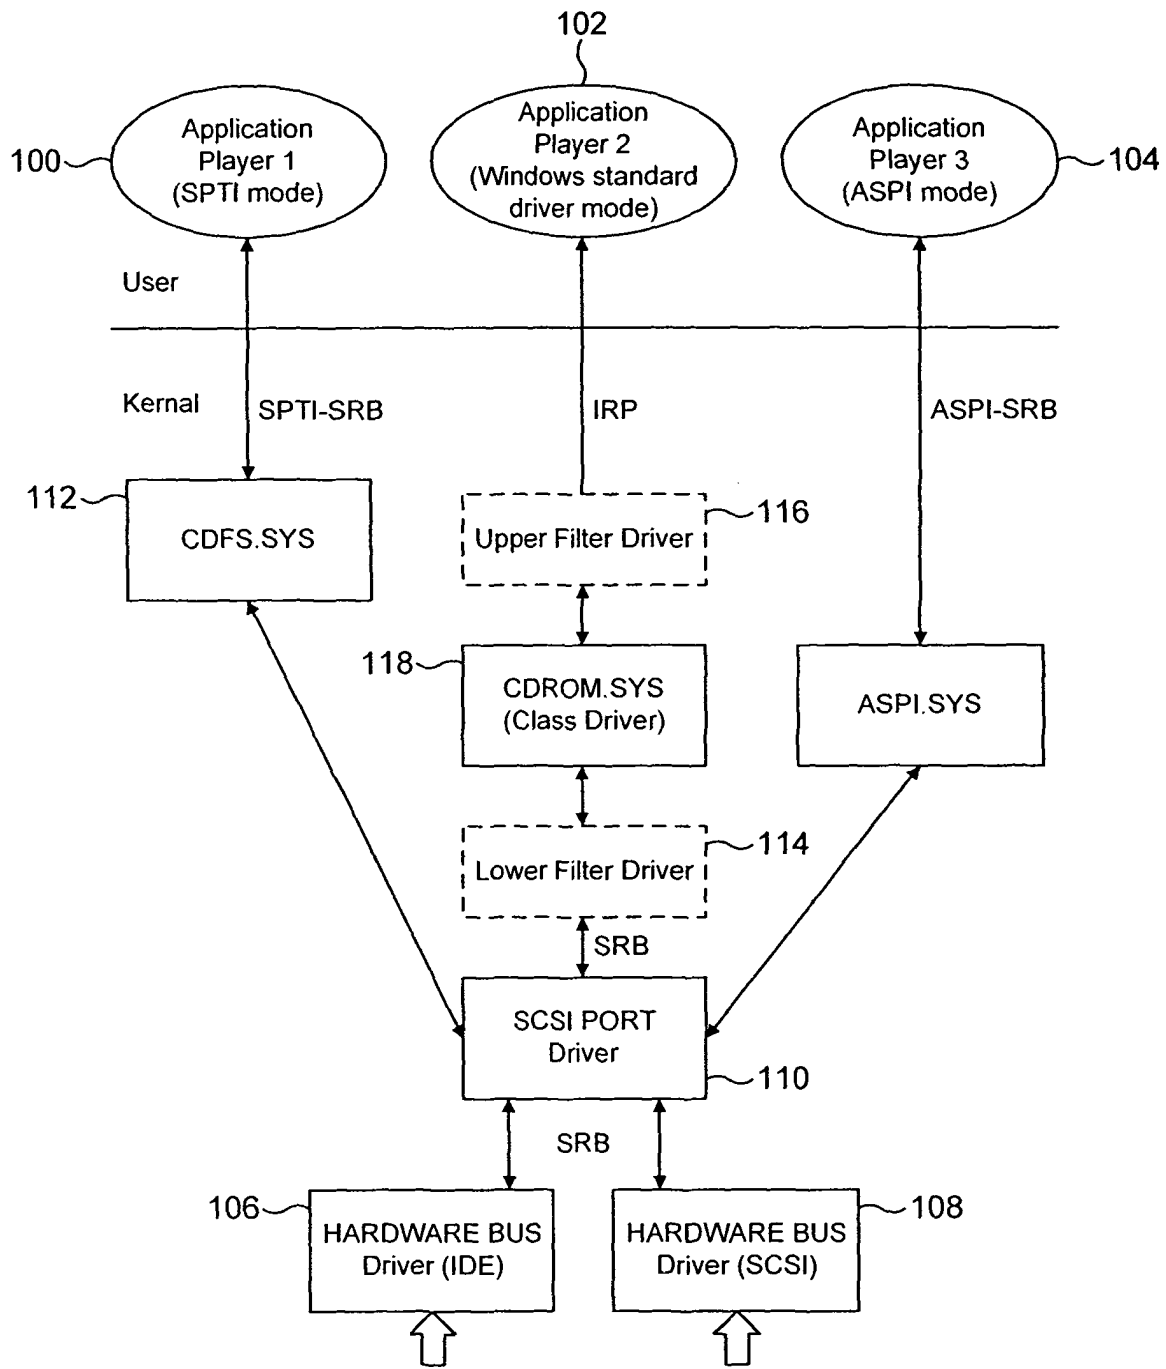 102
Application
Player 1
(SPTI mode)
100
Application
Player 2
(Windows standard
driver mode)
Application
Player 3
(ASPI mode)
104
User
Kernal
SPTI-SRB
IRP
ASPI-SRB
112
CDFS.SYS
Upper Filter Driver
116
118
CDROM.SYS
(Class Driver)
ASPI.SYS
Lower Filter Driver
114
SRB
SCSI PORT
Driver
110
SRB
106
HARDWARE BUS
Driver (IDE)
HARDWARE BUS
Driver (SCSI)
108